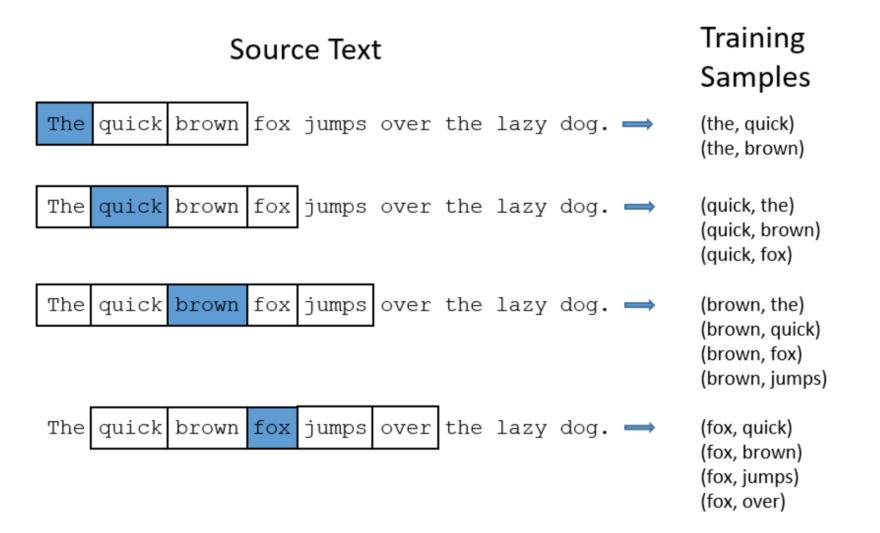 Source Text
Training
Samples
The quick brown fox jumps over the lazy dog.
(the, quick)
(the, brown)
The quick brown fox jumps over the lazy dog.
(quick, the)
(quick, brown)
(quick, fox)
The quick brown fox jumps over the lazy dog.
(brown, the)
(brown, quick)
(brown, fox)
(brown, jumps)
The quick brown fox jumps over the lazy dog.
(fox, quick)
(fox, brown)
(fox, jumps)
(fox, over)